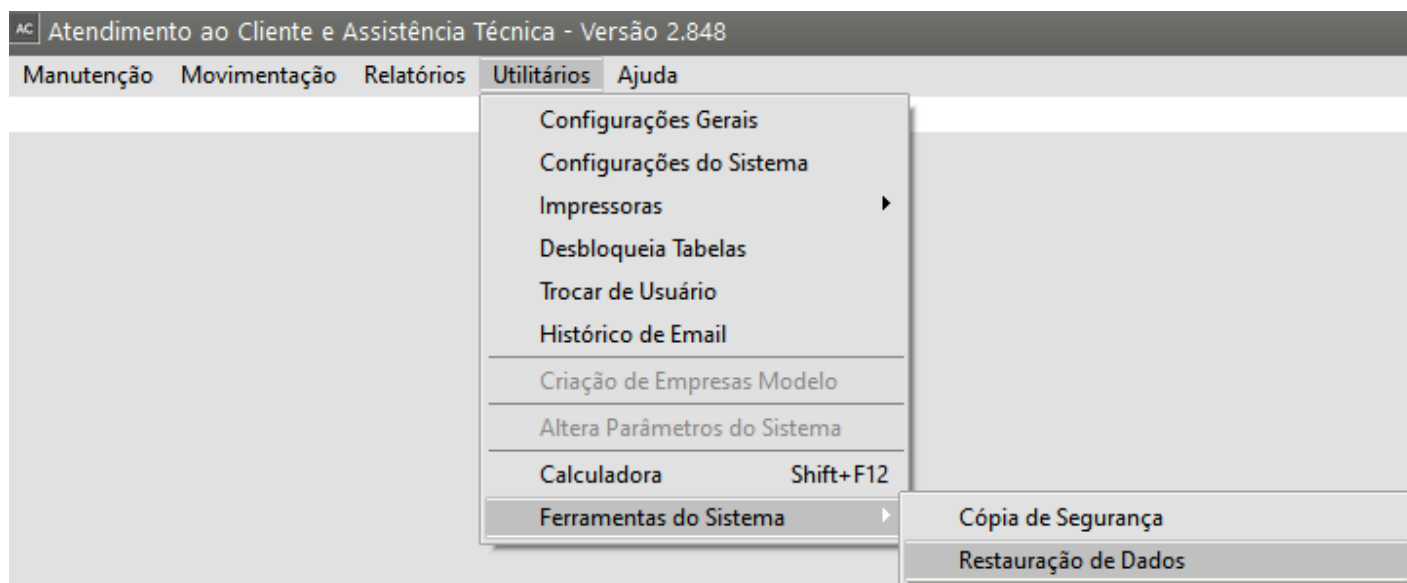 AC Atendimento ao Cliente e Assistência Técnica - Versão 2.848
Manutenção Movimentação Relatórios Utilitários Ajuda
Configurações Gerais
Configurações do Sistema
Impressoras
Desbloqueia Tabelas
Trocar de Usuário
Histórico de Email
Criação de Empresas Modelo
Altera Parâmetros do Sistema
Calculadora Shift+F12
Ferramentas do Sistema Cópia de Segurança
Restauração de Dados